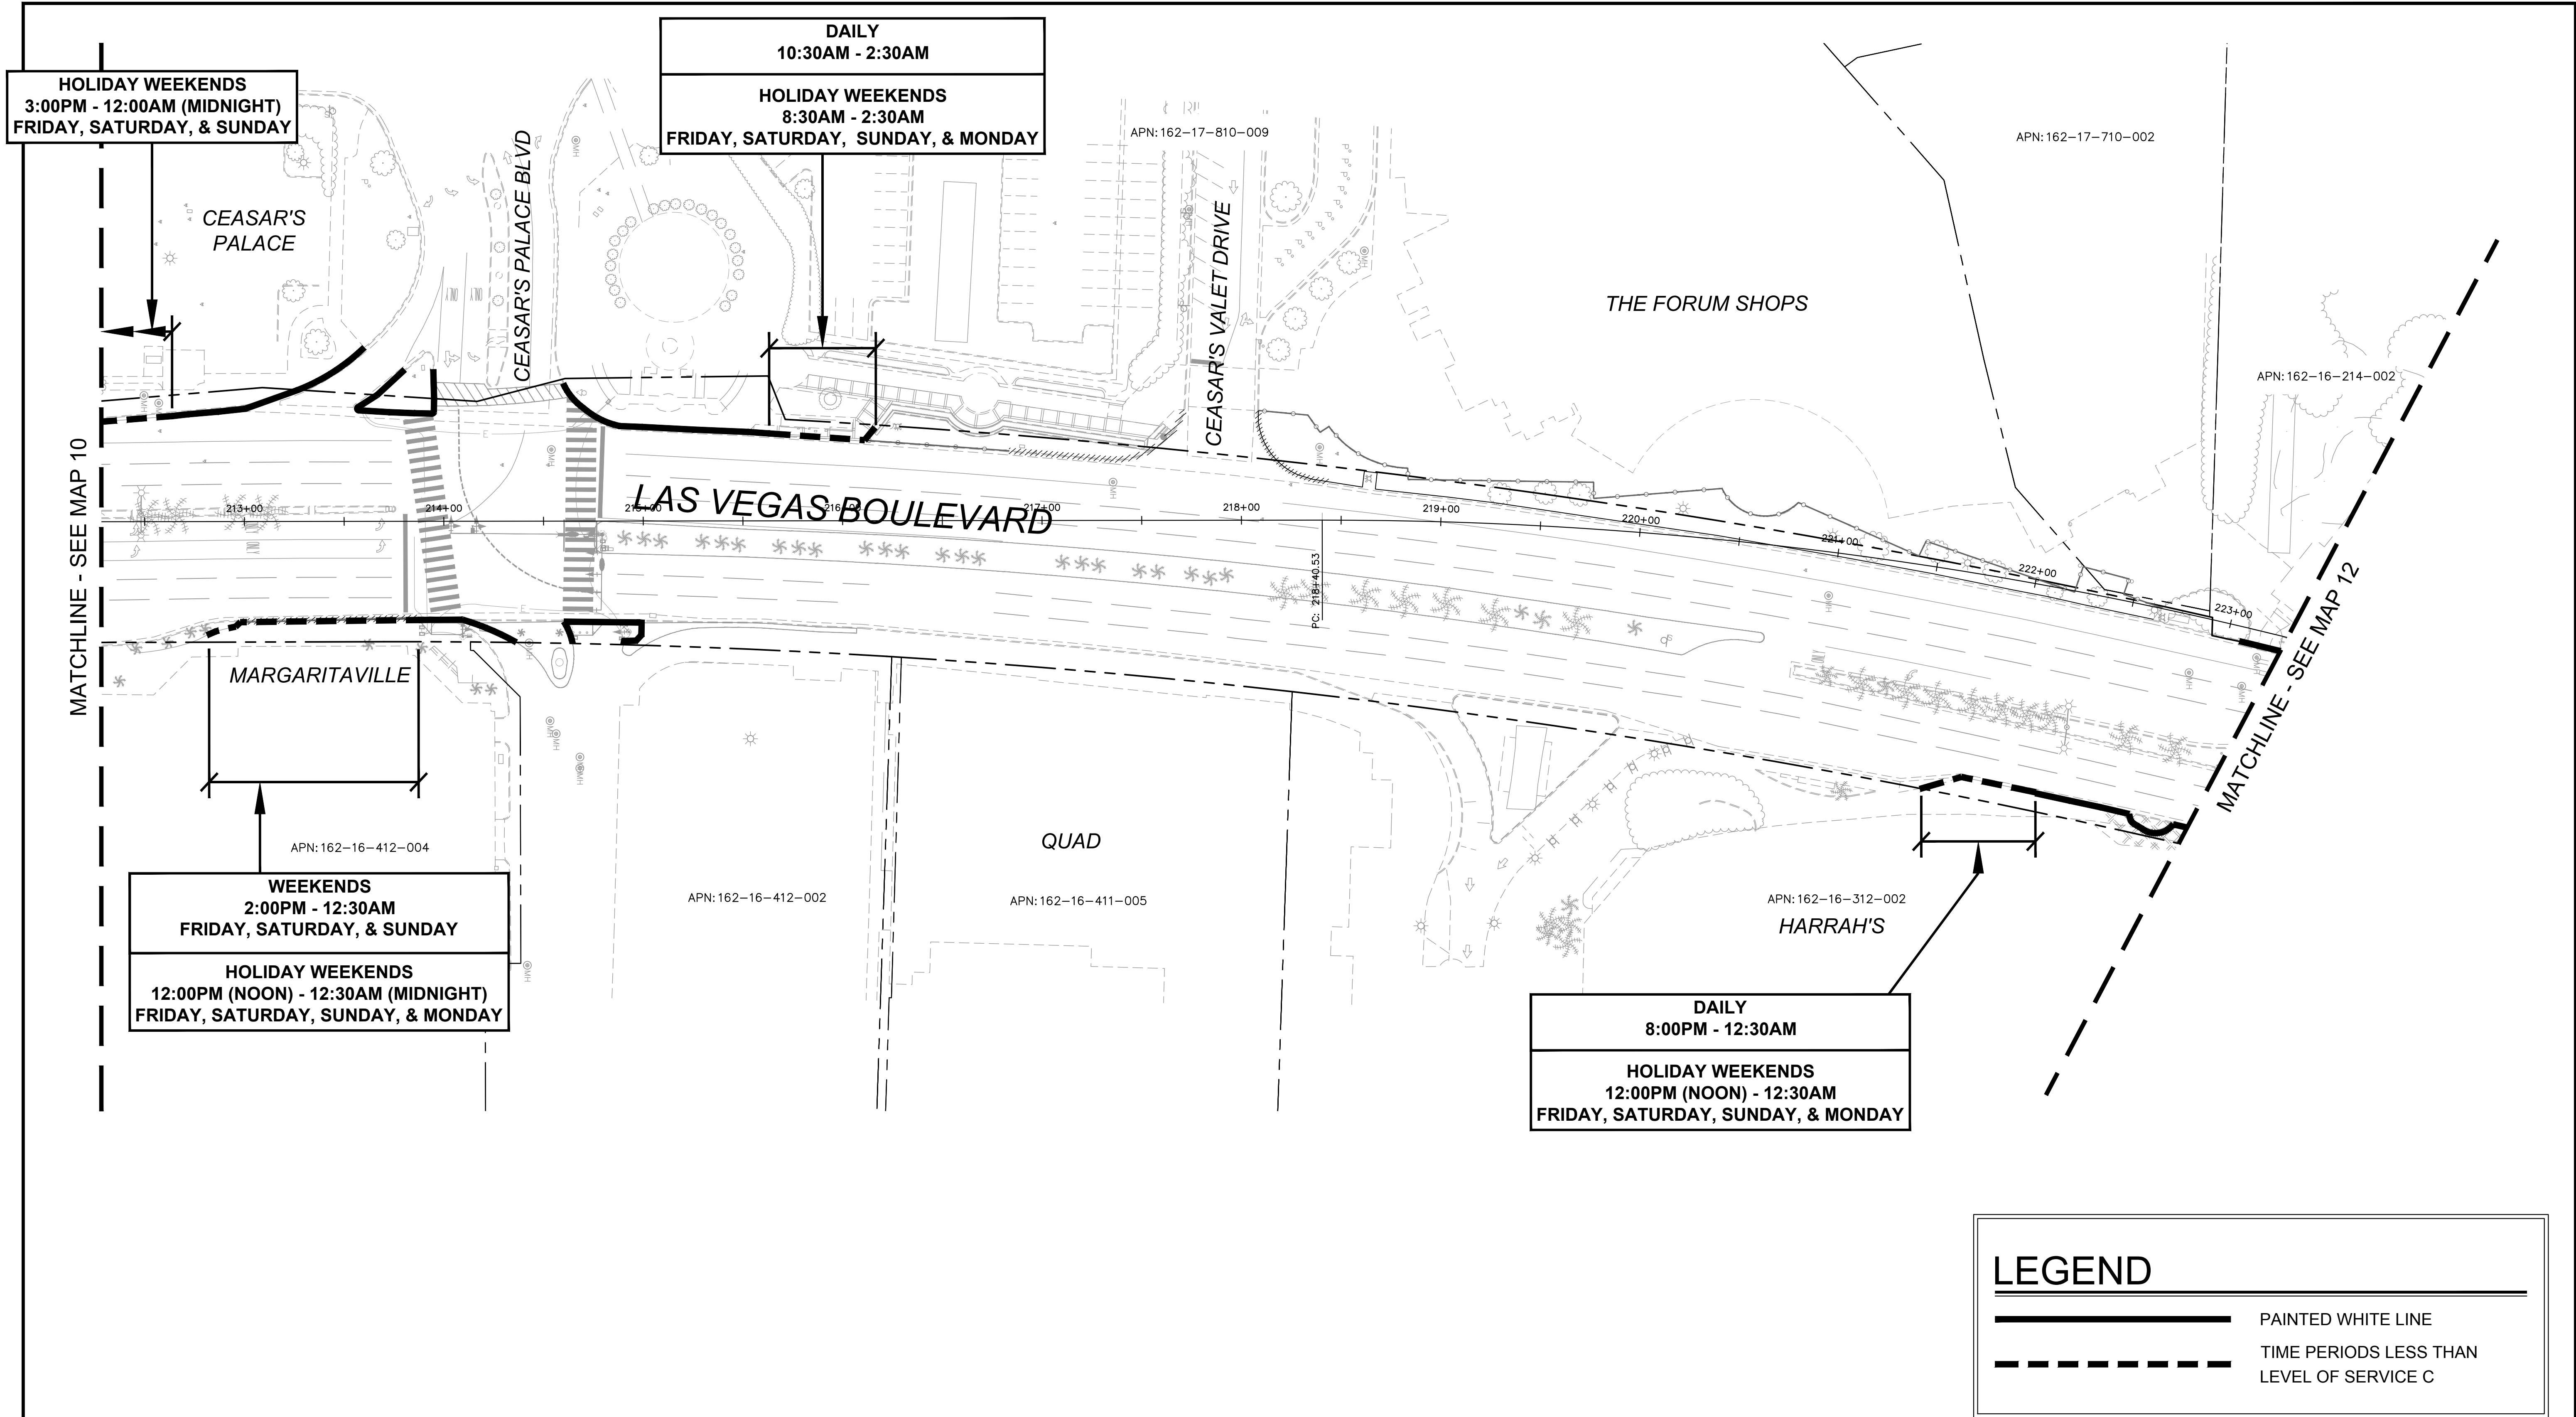 DAILY
10:30AM - 2:30AM
HOLIDAY WEEKENDS
8:30AM - 2:30AM
FRIDAY, SATURDAY,  SUNDAY, & MONDAY
HOLIDAY WEEKENDS
3:00PM - 12:00AM (MIDNIGHT)
FRIDAY, SATURDAY, & SUNDAY
CEASAR'S
PALACE
CEASAR'S PALACE BLVD
APN: 162-17-810-009
CEASAR'S VALET DRIVE
THE FORUM SHOPS
APN: 162-17-710-002
APN: 162-16-214-002
MATCHLINE - SEE MAP 10
LAS VEGAS BOULEVARD
213+00
214+00
215+00
216+00
217+00
218+00
219+00
220+00
221+00
222+00
223+00
PC: 218+40.53
MATCHLINE - SEE MAP 12
MARGARITAVILLE
APN: 162-16-412-004
WEEKENDS
2:00PM - 12:30AM
FRIDAY, SATURDAY, & SUNDAY
HOLIDAY WEEKENDS
12:00PM (NOON) - 12:30AM (MIDNIGHT)
FRIDAY, SATURDAY, SUNDAY, & MONDAY
APN: 162-16-412-002
QUAD
APN: 162-16-411-005
APN: 162-16-312-002
HARRAH'S
DAILY
8:00PM - 12:30AM
HOLIDAY WEEKENDS
12:00PM (NOON) - 12:30AM
FRIDAY, SATURDAY, SUNDAY, & MONDAY
LEGEND
PAINTED WHITE LINE
TIME PERIODS LESS THAN
LEVEL OF SERVICE C